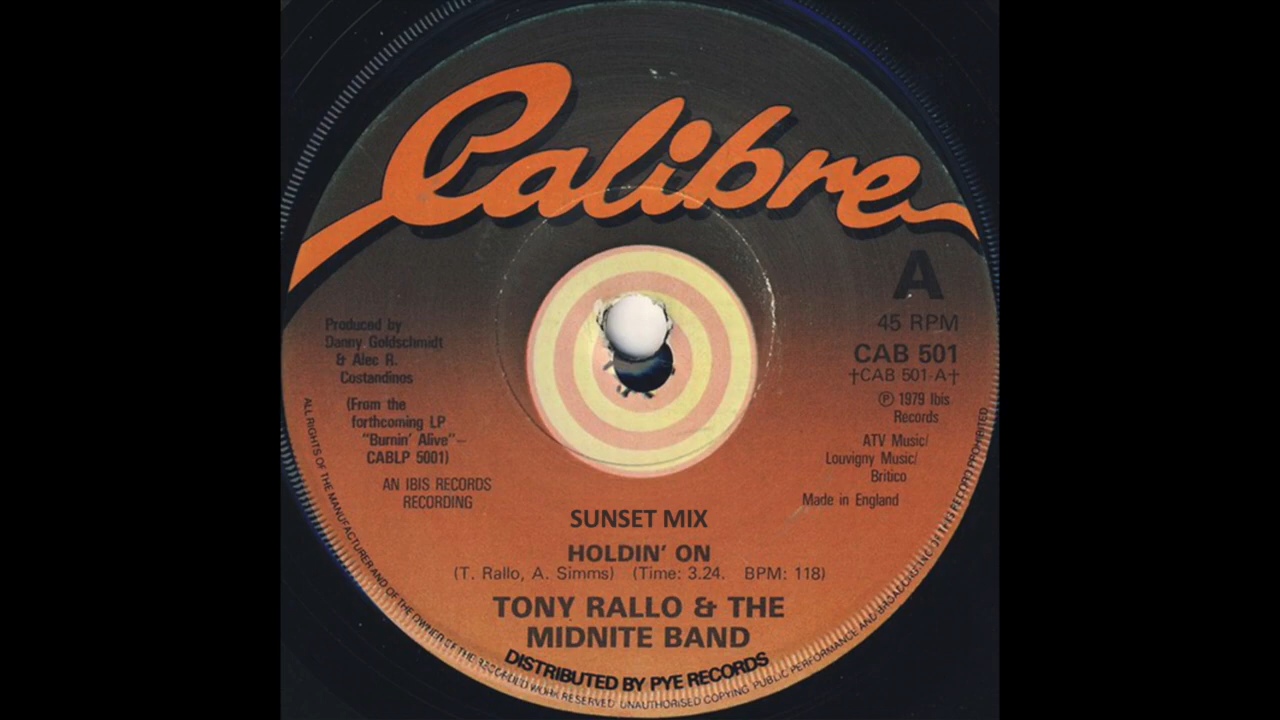 Calibre
A
45 RPM
CAB 501
†CAB 501-A†
℗ 1979 Ibis
Records
ATV Music/
Louvigny Music/
Britico
Made in England
Produced by
Danny Goldschmidt
& Alec R.
Costandinos
(From the
forthcoming LP
"Burnin' Alive"–
CABLP 5001)
AN IBIS RECORDS
RECORDING
SUNSET MIX
HOLDIN' ON
(T. Rallo, A. Simms) (Time: 3.24. BPM: 118)
TONY RALLO & THE
MIDNITE BAND
DISTRIBUTED BY PYE RECORDS
ALL RIGHTS OF THE MANUFACTURER AND OF THE OWNER OF THE RECORDED WORK RESERVED UNAUTHORISED COPYING PUBLIC PERFORMANCE AND BROADCASTING OF THIS RECORD PROHIBITED